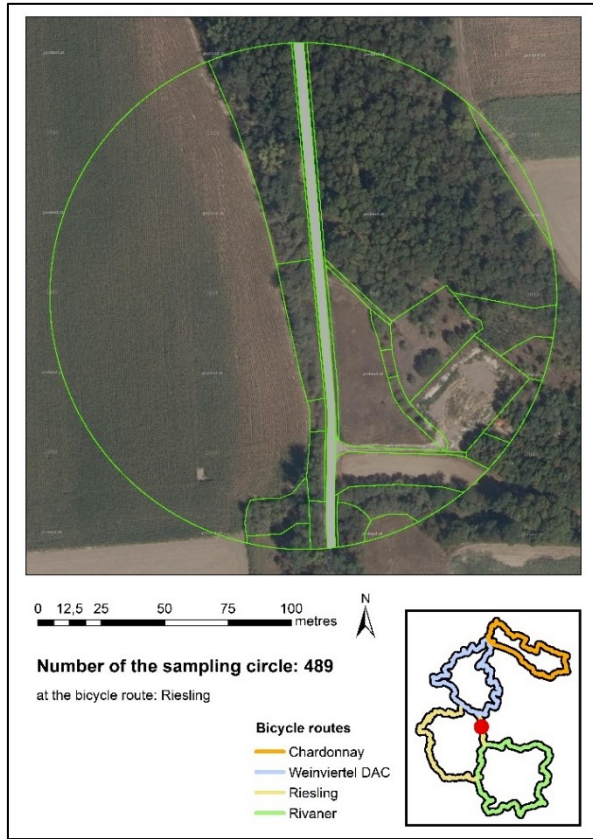 0 12,5 25 50 75 100
metres
N
Number of the sampling circle: 489
at the bicycle route: Riesling
Bicycle routes
Chardonnay
Weinviertel DAC
Riesling
Rivaner